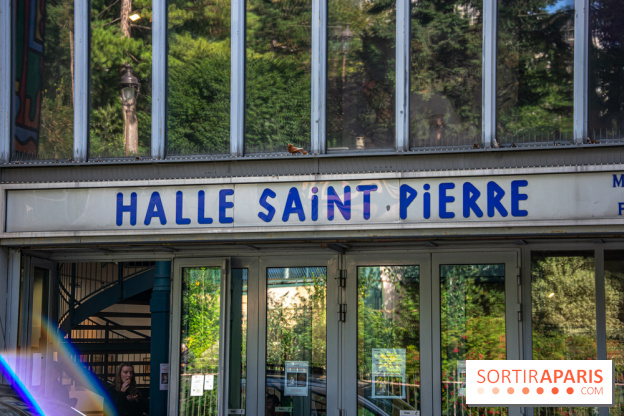 HALLE SAiNT PiERRE
M
F
SORTIRAPARIS
.COM